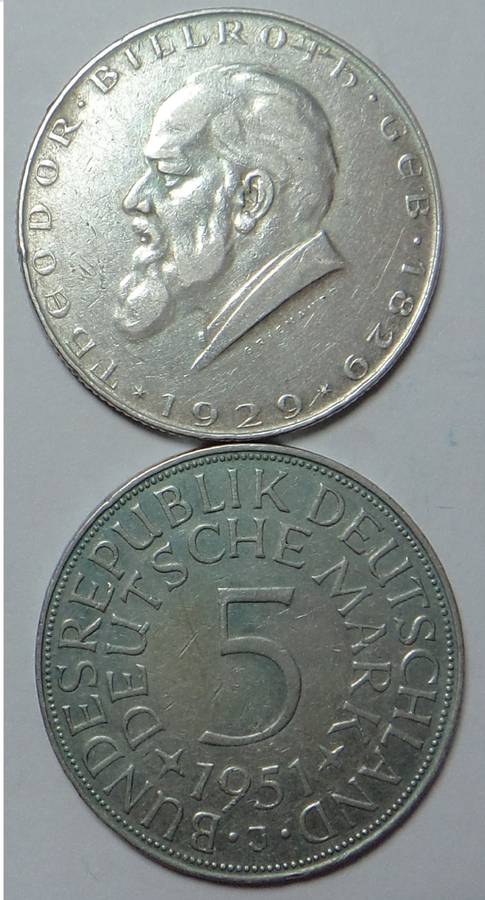 THEODOR · BILLROTH · GEB · 1829
★ 1929 ★
BUNDESREPUBLIK DEUTSCHLAND
DEUTSCHE MARK
5
★ 1951 ★
· J ·